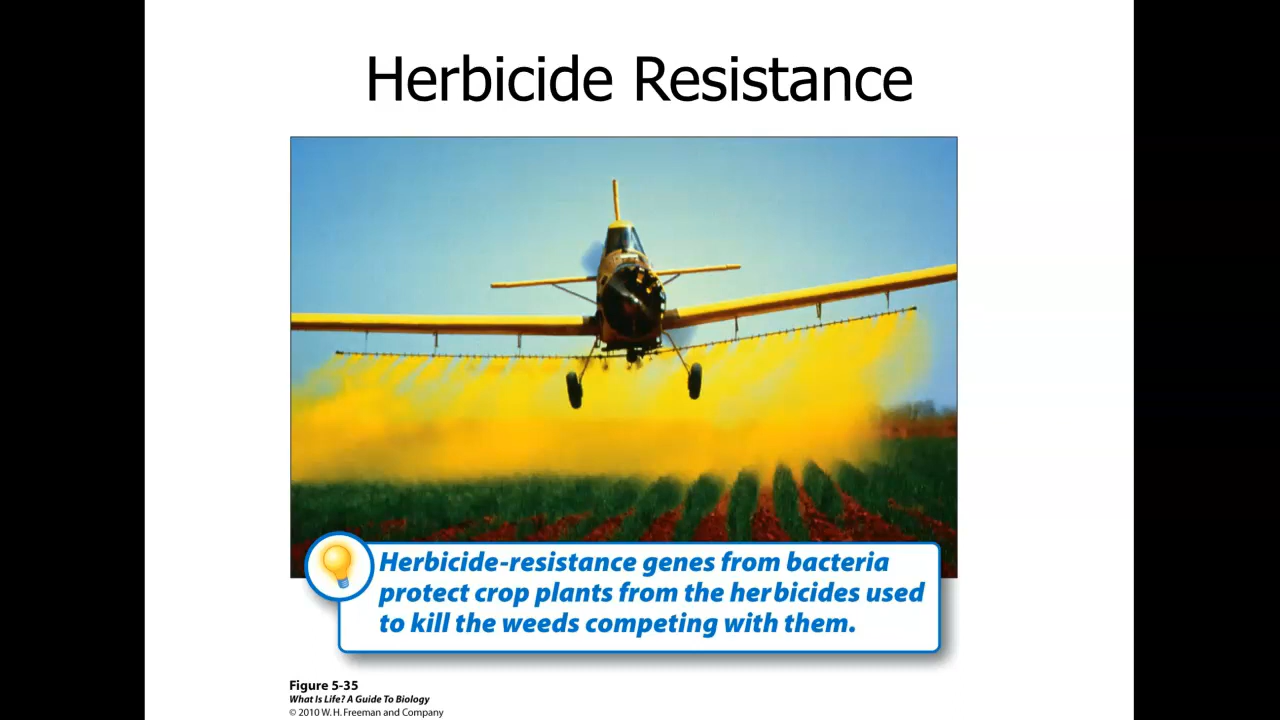 Herbicide Resistance
Herbicide-resistance genes from bacteria
protect crop plants from the herbicides used
to kill the weeds competing with them.
Figure 5-35
What Is Life? A Guide To Biology
© 2010 W. H. Freeman and Company